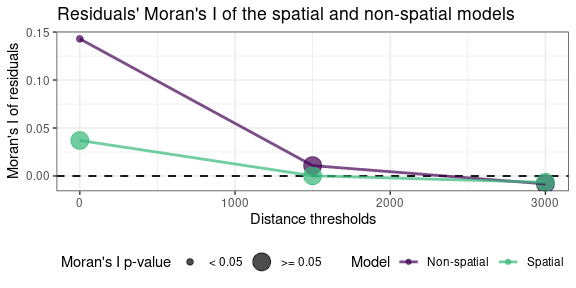 Residuals' Moran's I of the spatial and non-spatial models
Moran's I of residuals
0.15
0.10
0.05
0.00
0
1000
2000
3000
Distance thresholds
Moran's I p-value
< 0.05
>= 0.05
Model
Non-spatial
Spatial